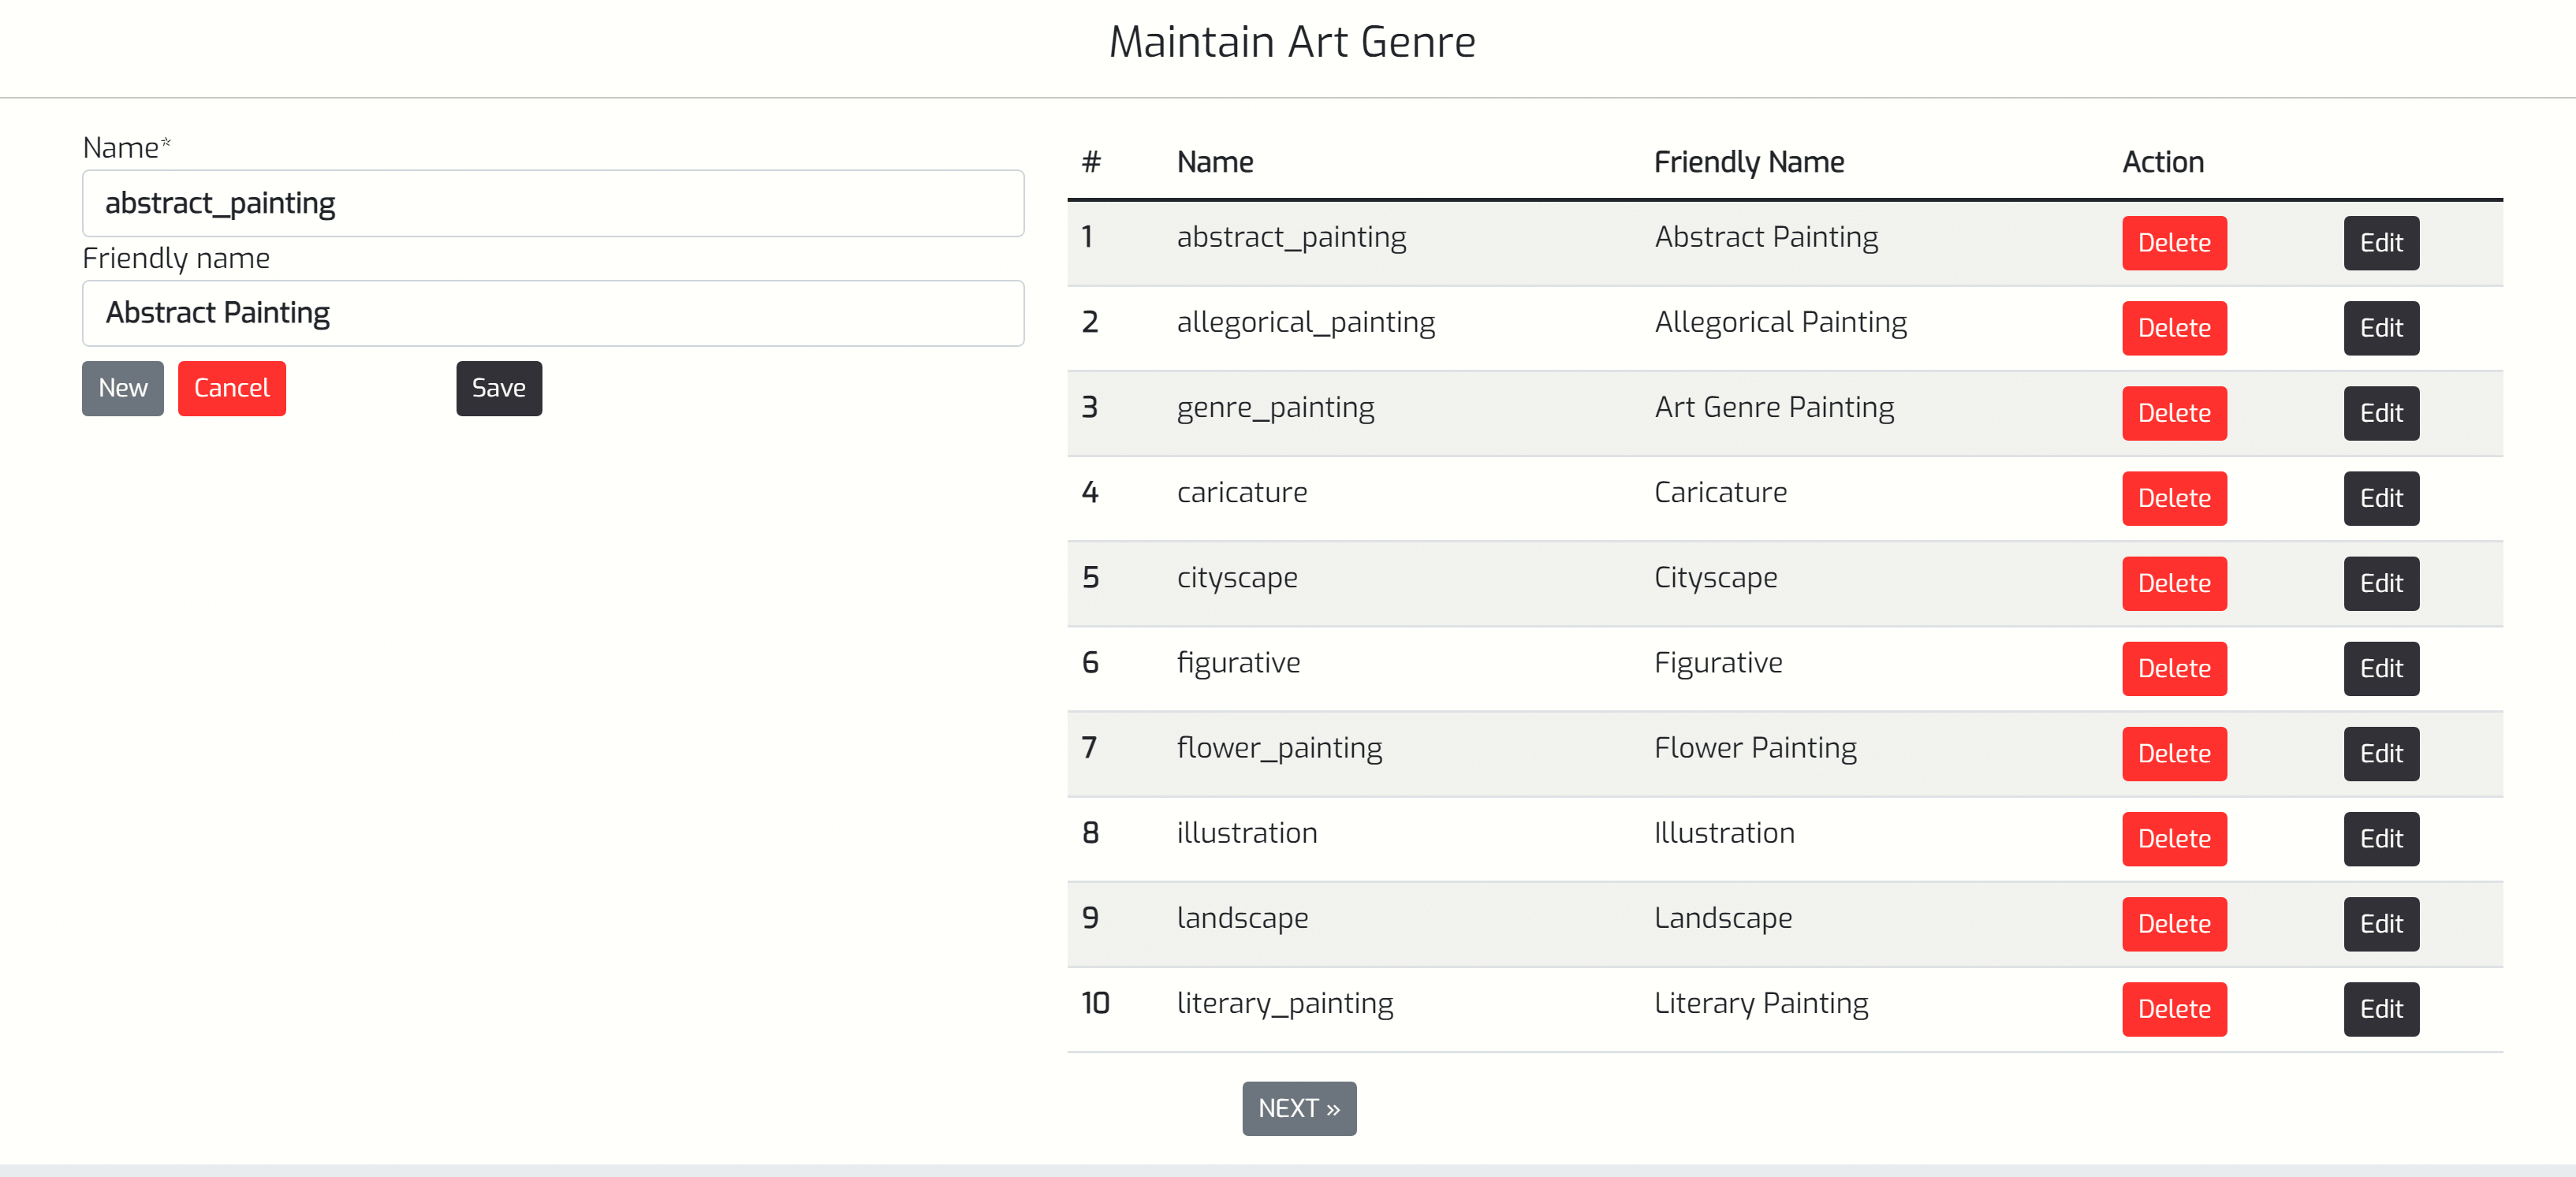 Maintain Art Genre
Name*
abstract_painting
Friendly name
Abstract Painting
New Cancel Save
# Name Friendly Name Action
1 abstract_painting Abstract Painting Delete Edit
2 allegorical_painting Allegorical Painting Delete Edit
3 genre_painting Art Genre Painting Delete Edit
4 caricature Caricature Delete Edit
5 cityscape Cityscape Delete Edit
6 figurative Figurative Delete Edit
7 flower_painting Flower Painting Delete Edit
8 illustration Illustration Delete Edit
9 landscape Landscape Delete Edit
10 literary_painting Literary Painting Delete Edit
NEXT »